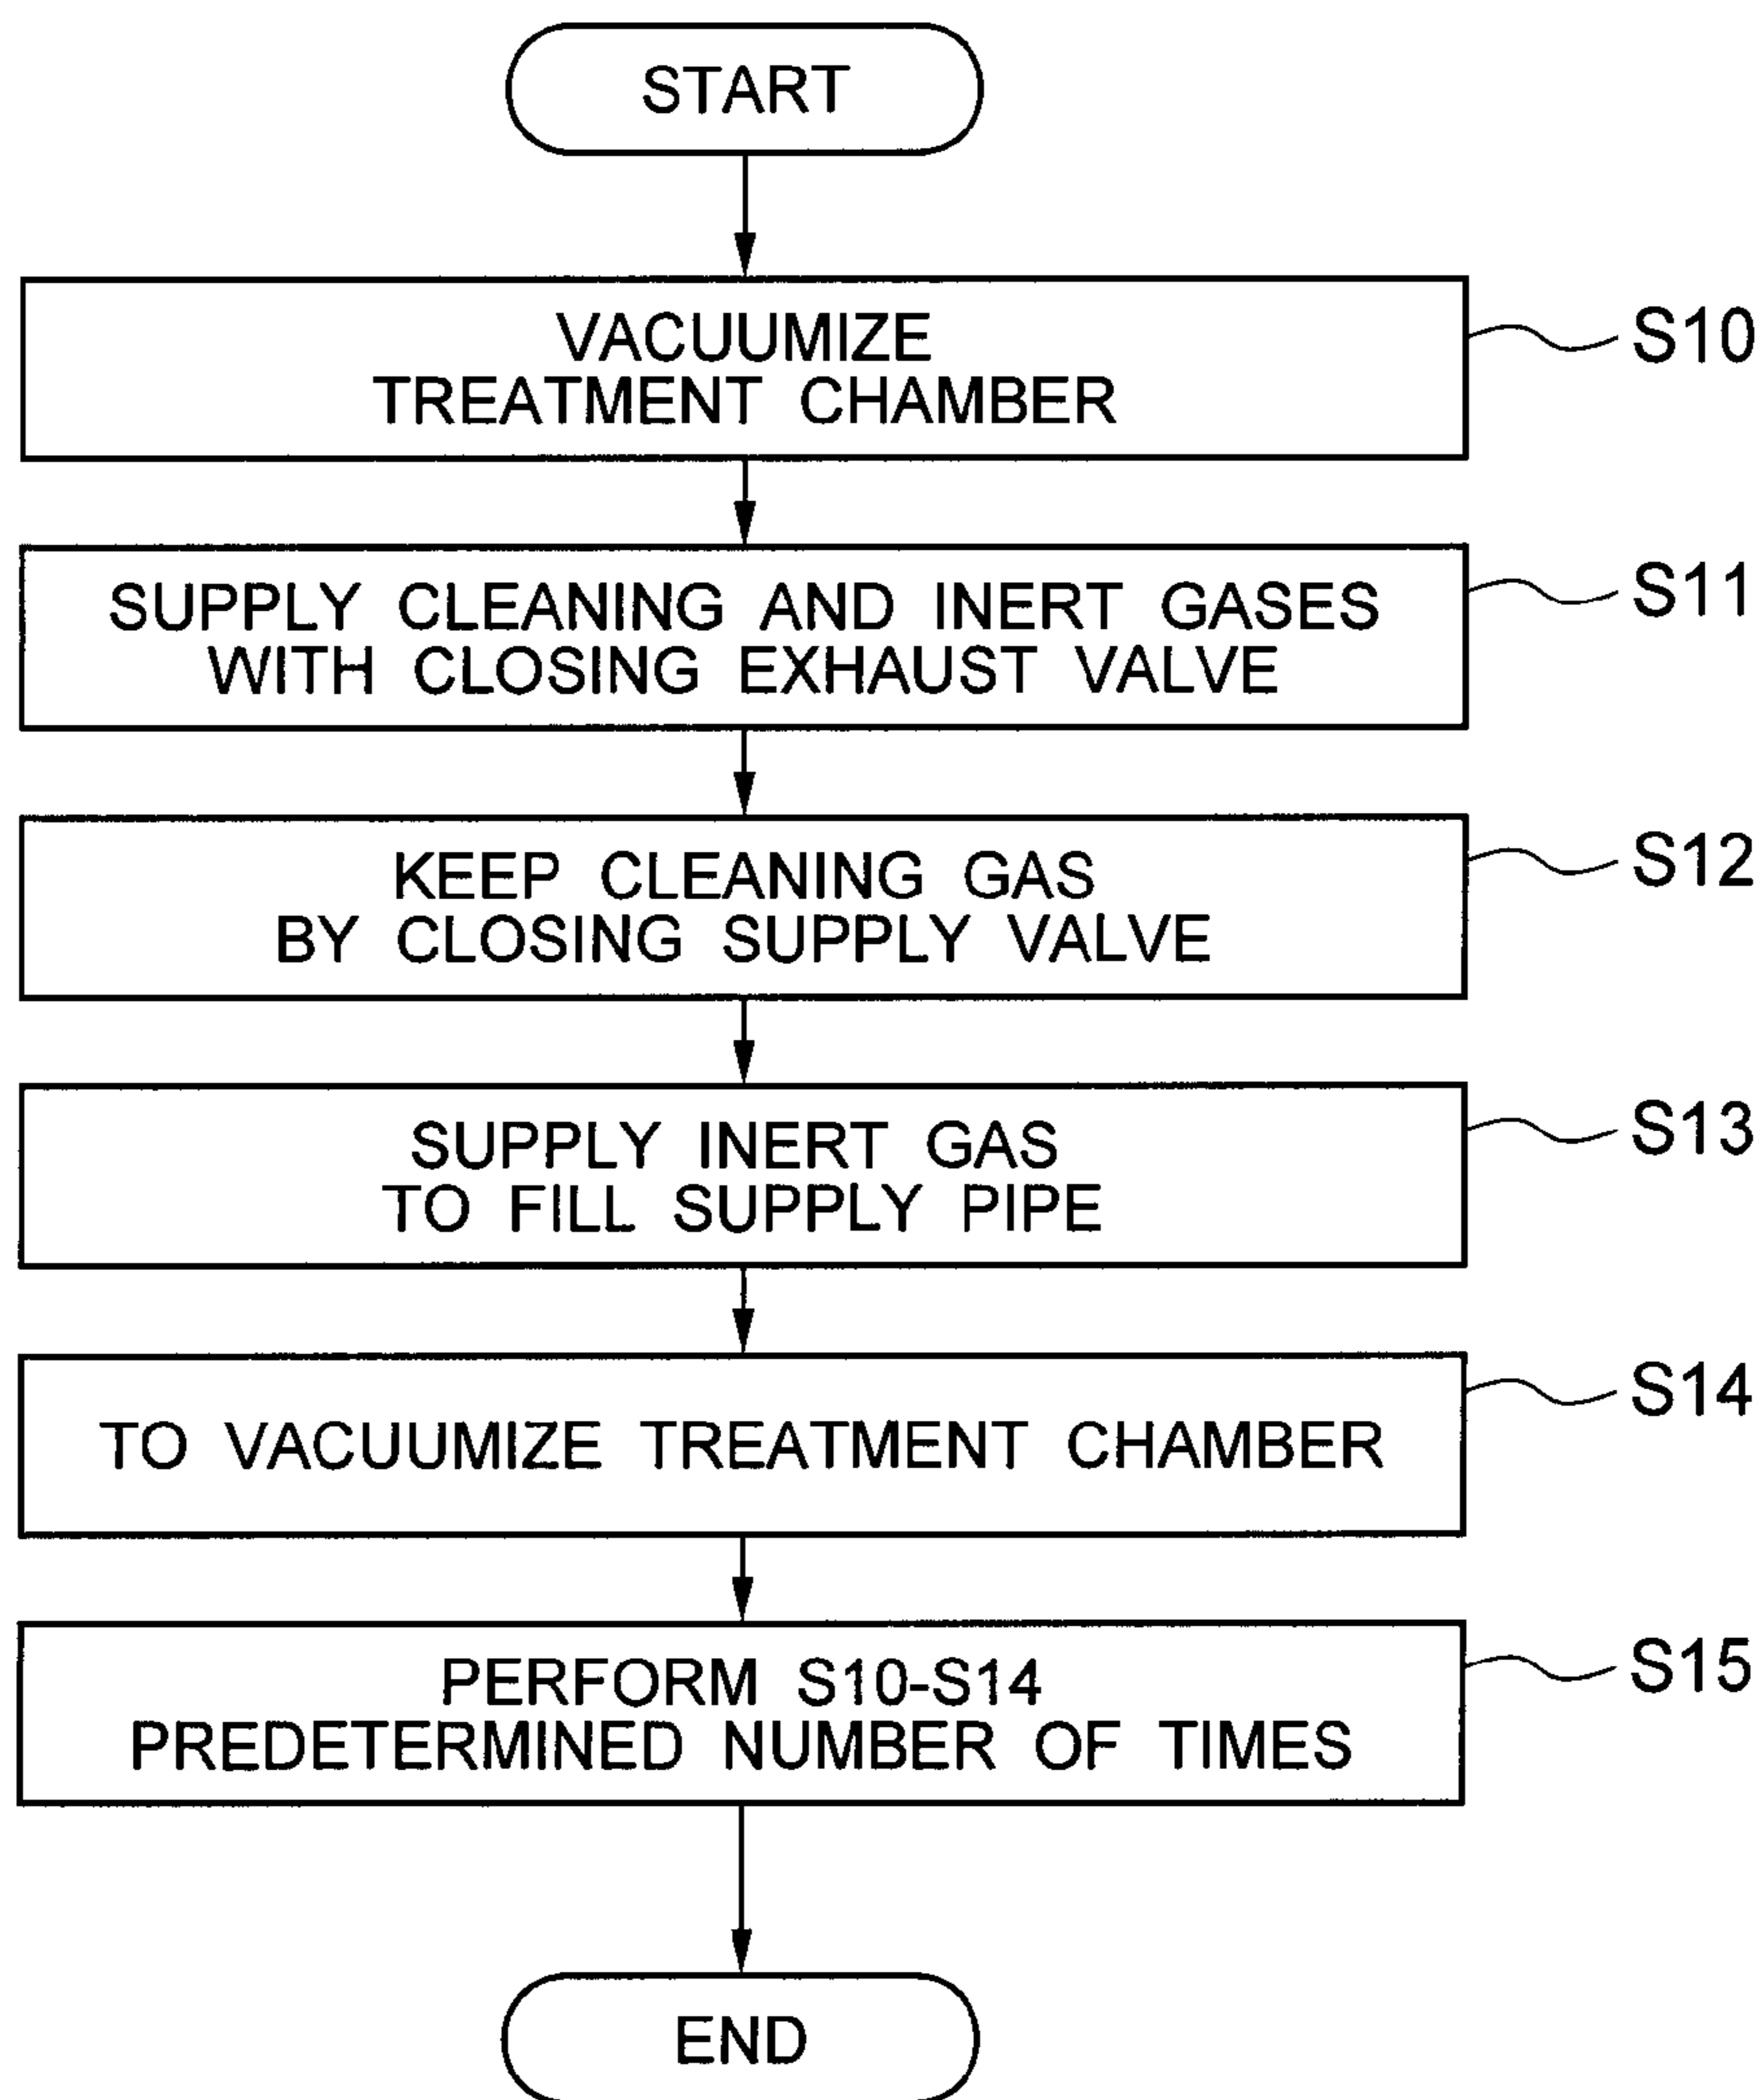 START
VACUUMIZE
TREATMENT CHAMBER
S10
SUPPLY CLEANING AND INERT GASES
WITH CLOSING EXHAUST VALVE
S11
KEEP CLEANING GAS
BY CLOSING SUPPLY VALVE
S12
SUPPLY INERT GAS
TO FILL SUPPLY PIPE
S13
TO VACUUMIZE TREATMENT CHAMBER
S14
PERFORM S10-S14
PREDETERMINED NUMBER OF TIMES
S15
END